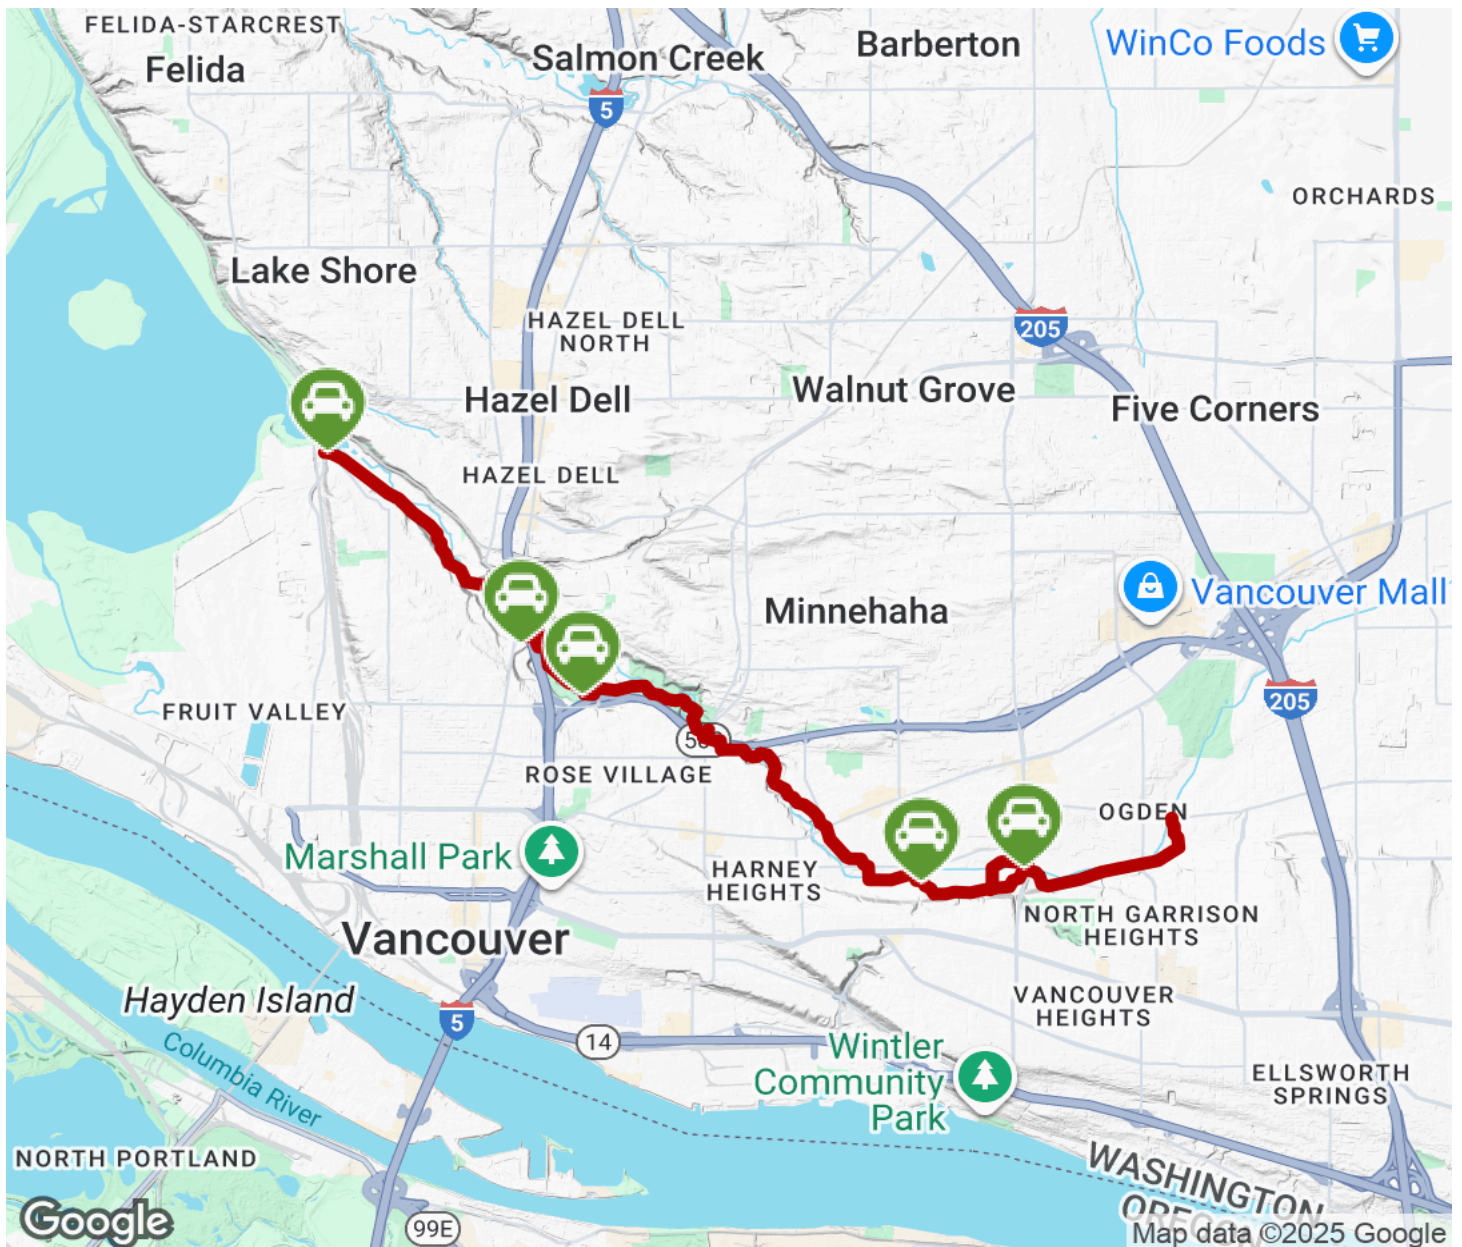 FELIDA-STARCREST
Felida
Salmon Creek
Barberton
WinCo Foods
5
ORCHARDS
Lake Shore
HAZEL DELL
NORTH
205
Hazel Dell
Walnut Grove
Five Corners
HAZEL DELL
Minnehaha
Vancouver Mall
FRUIT VALLEY
205
ROSE VILLAGE
OGDEN
Marshall Park
HARNEY
HEIGHTS
NORTH GARRISON
HEIGHTS
Vancouver
Hayden Island
VANCOUVER
HEIGHTS
5
14
Columbia River
Wintler
Community
Park
ELLSWORTH
SPRINGS
NORTH PORTLAND
WASHINGTON
OREGON
99E
Google
Map data ©2025 Google